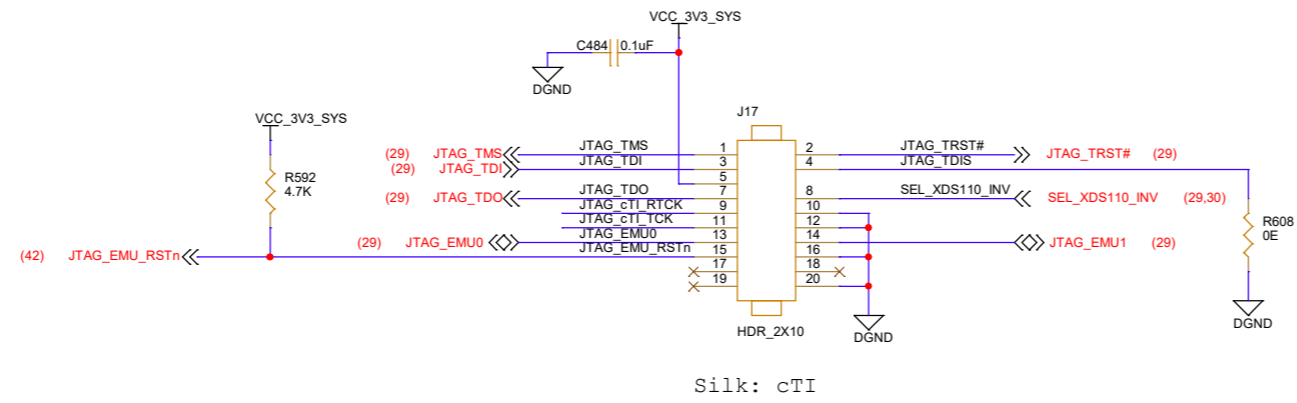 VCC_3V3_SYS
C484 0.1uF
DGND
J17
VCC_3V3_SYS
R592
4.7K
(29) JTAG_TMS JTAG_TMS 1 2 JTAG_TRST# JTAG_TRST# (29)
(29) JTAG_TDI JTAG_TDI 3 4 JTAG_TDIS
5
(29) JTAG_TDO JTAG_TDO 7 8 SEL_XDS110_INV SEL_XDS110_INV (29,30)
JTAG_cTI_RTCK 9 10
JTAG_cTI_TCK 11 12
(29) JTAG_EMU0 JTAG_EMU0 13 14 JTAG_EMU1 (29)
(42) JTAG_EMU_RSTn JTAG_EMU_RSTn 15 16
17 18
19 20
R608
0E
DGND
HDR_2X10
DGND
Silk: cTI